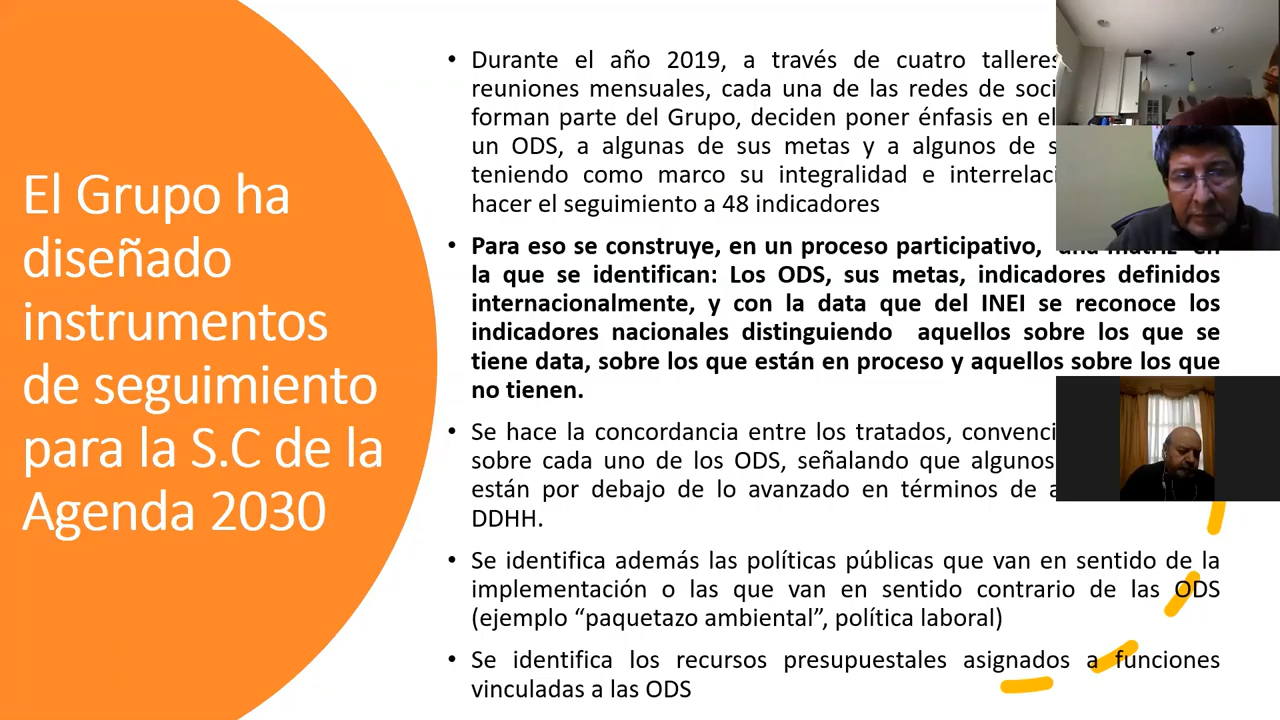 El Grupo ha
diseñado
instrumentos
de seguimiento
para la S.C de la
Agenda 2030
• Durante el año 2019, a través de cuatro talleres
reuniones mensuales, cada una de las redes de
forman parte del Grupo, deciden poner énfasis en el
un ODS, a algunas de sus metas y a algunos de
teniendo como marco su integralidad e
hacer el seguimiento a 48 indicadores
• Para eso se construye, en un proceso participativo, una matriz en
la que se identifican: Los ODS, sus metas, indicadores definidos
internacionalmente, y con la data que del INEI se reconoce los
indicadores nacionales distinguiendo aquellos sobre los que se
tiene data, sobre los que están en proceso y aquellos sobre los que
no tienen.
• Se hace la concordancia entre los tratados,
sobre cada uno de los ODS, señalando que algunos
están por debajo de lo avanzado en términos de
DDHH.
• Se identifica además las políticas públicas que van en sentido de la
implementación o las que van en sentido contrario de las ODS
(ejemplo “paquetazo ambiental”, política laboral)
• Se identifica los recursos presupuestales asignados a funciones
vinculadas a las ODS